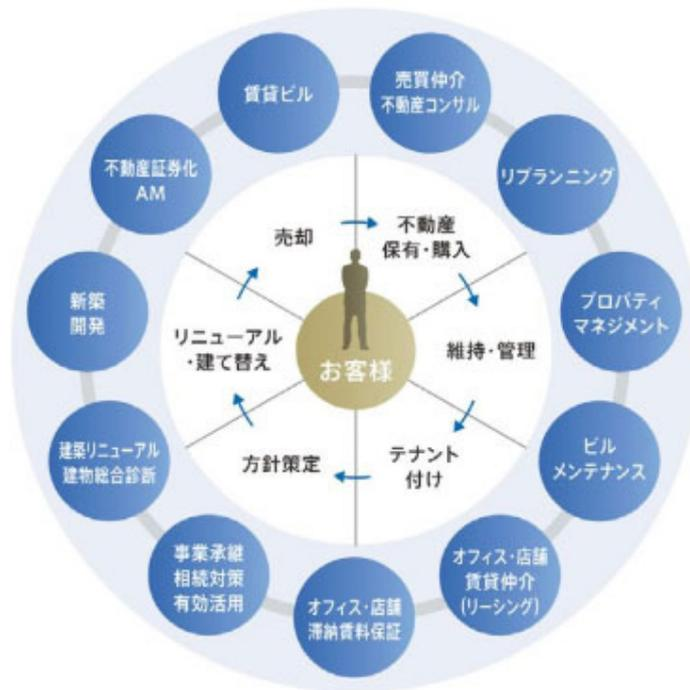 賃貸ビル
売買仲介
不動産コンサル
リプランニング
プロパティ
マネジメント
ビル
メンテナンス
オフィス・店舗
賃貸仲介
(リーシング)
オフィス・店舗
滞納賃料保証
事業承継
相続対策
有効活用
建築リニューアル
建物総合診断
新築
開発
不動産証券化
AM
不動産
保有・購入
維持・管理
テナント
付け
方針策定
リニューアル
・建て替え
売却
お客様